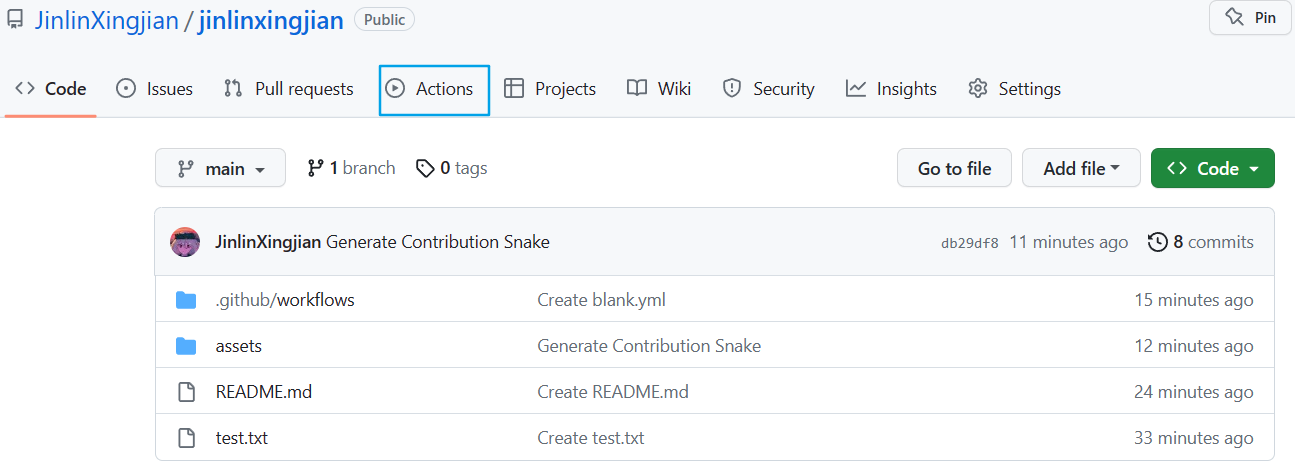 JinlinXingjian / jinlinxingjian Public Pin
Code Issues Pull requests Actions Projects Wiki Security Insights Settings
main 1 branch 0 tags Go to file Add file Code
JinlinXingjian Generate Contribution Snake db29df8 11 minutes ago 8 commits
.github/workflows Create blank.yml 15 minutes ago
assets Generate Contribution Snake 12 minutes ago
README.md Create README.md 24 minutes ago
test.txt Create test.txt 33 minutes ago